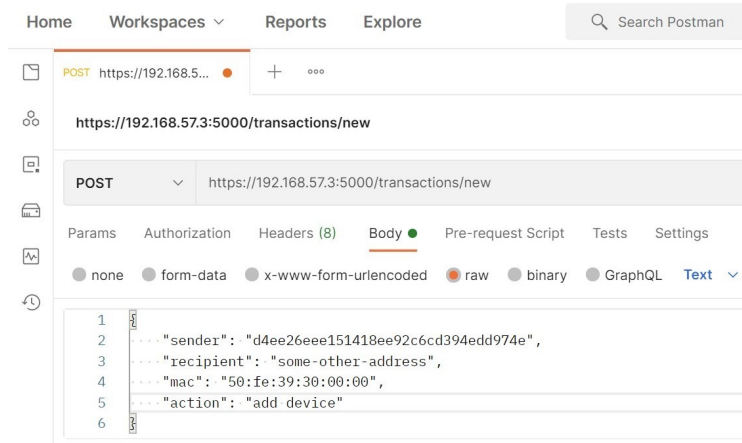 Home Workspaces Reports Explore Search Postman
POST https://192.168.5... + ooo
https://192.168.57.3:5000/transactions/new
POST https://192.168.57.3:5000/transactions/new
Params Authorization Headers (8) Body Pre-request Script Tests Settings
none form-data x-www-form-urlencoded raw binary GraphQL Text
1 {
2 "sender": "d4ee26eee151418ee92c6cd394edd974e",
3 "recipient": "some-other-address",
4 "mac": "50:fe:39:30:00:00",
5 "action": "add device"
6 }